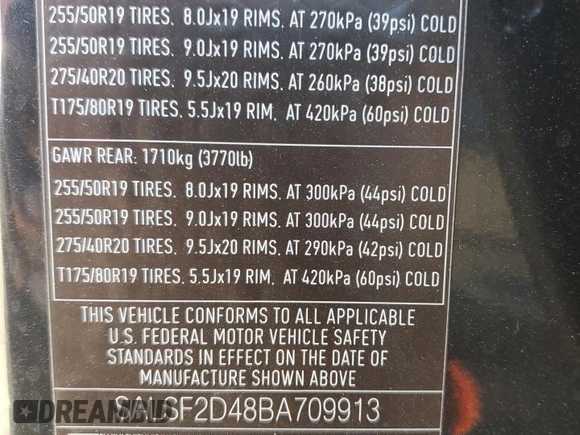 255/50R19 TIRES. 8.0Jx19 RIMS. AT 270kPa (39psi) COLD
255/50R19 TIRES. 9.0Jx19 RIMS. AT 270kPa (39psi) COLD
275/40R20 TIRES. 9.5Jx20 RIMS. AT 260kPa (38psi) COLD
T175/80R19 TIRES. 5.5Jx19 RIM. AT 420kPa (60psi) COLD
GAWR REAR: 1710kg (3770lb)
255/50R19 TIRES. 8.0Jx19 RIMS. AT 300kPa (44psi) COLD
255/50R19 TIRES. 9.0Jx19 RIMS. AT 300kPa (44psi) COLD
275/40R20 TIRES. 9.5Jx20 RIMS. AT 290kPa (42psi) COLD
T175/80R19 TIRES. 5.5Jx19 RIM. AT 420kPa (60psi) COLD
THIS VEHICLE CONFORMS TO ALL APPLICABLE
U.S. FEDERAL MOTOR VEHICLE SAFETY
STANDARDS IN EFFECT ON THE DATE OF
MANUFACTURE SHOWN ABOVE
SALSF2D48BA709913
DREAMBID